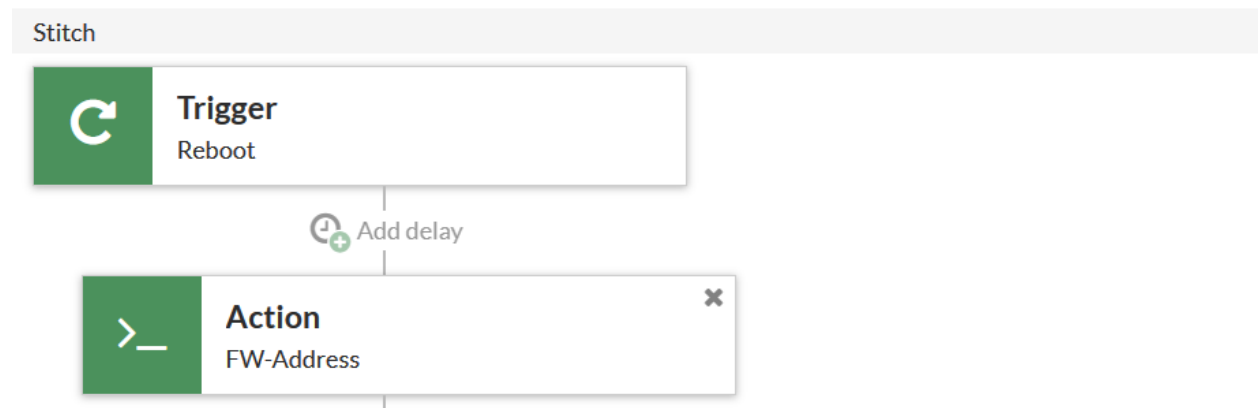 Stitch
Trigger
Reboot
Add delay
Action
FW-Address